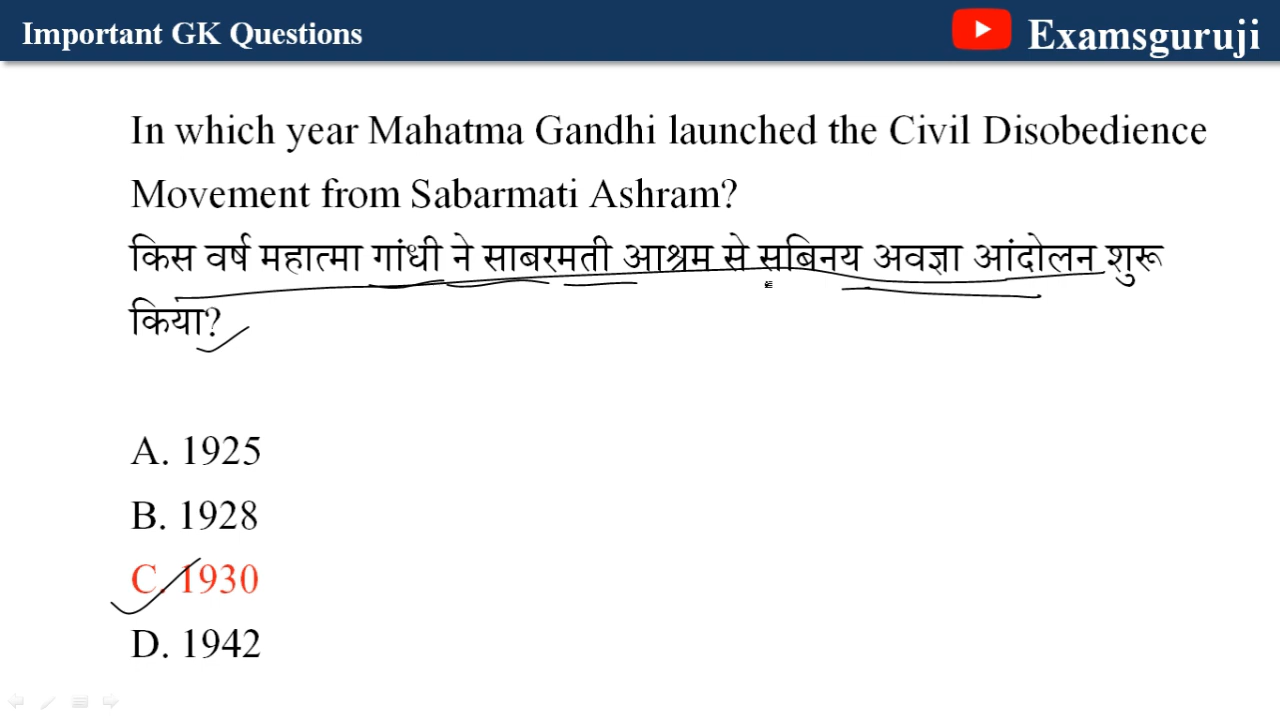 Important GK Questions
Examsguruji
In which year Mahatma Gandhi launched the Civil Disobedience
Movement from Sabarmati Ashram?
किस वर्ष महात्मा गांधी ने साबरमती आश्रम से सबिनय अवज्ञा आंदोलन शुरू
किया?
A. 1925
B. 1928
C. 1930
D. 1942